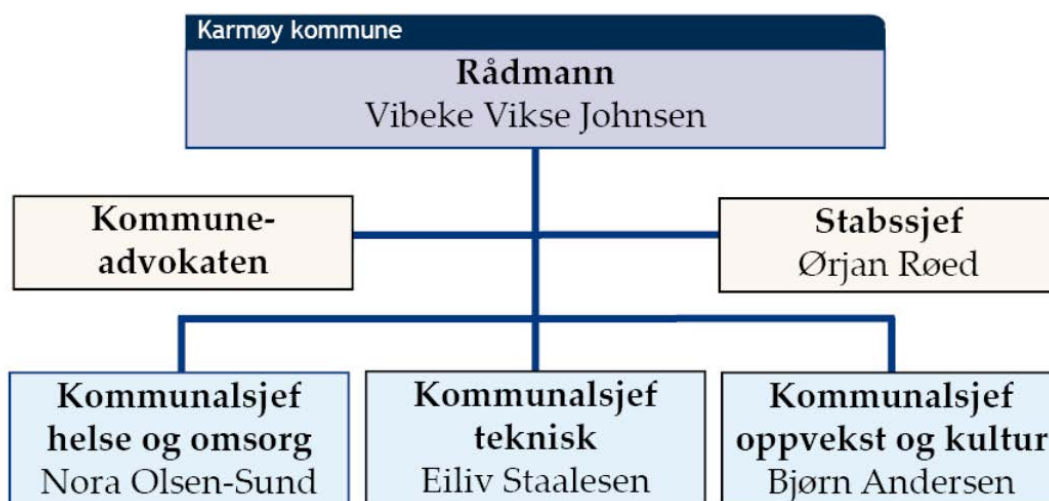 Karmøy kommune
Rådmann
Vibeke Vikse Johnsen
Kommune-
advokaten
Stabssjef
Ørjan Røed
Kommunalsjef
helse og omsorg
Nora Olsen-Sund
Kommunalsjef
teknisk
Eiliv Staalesen
Kommunalsjef
oppvekst og kultur
Bjørn Andersen